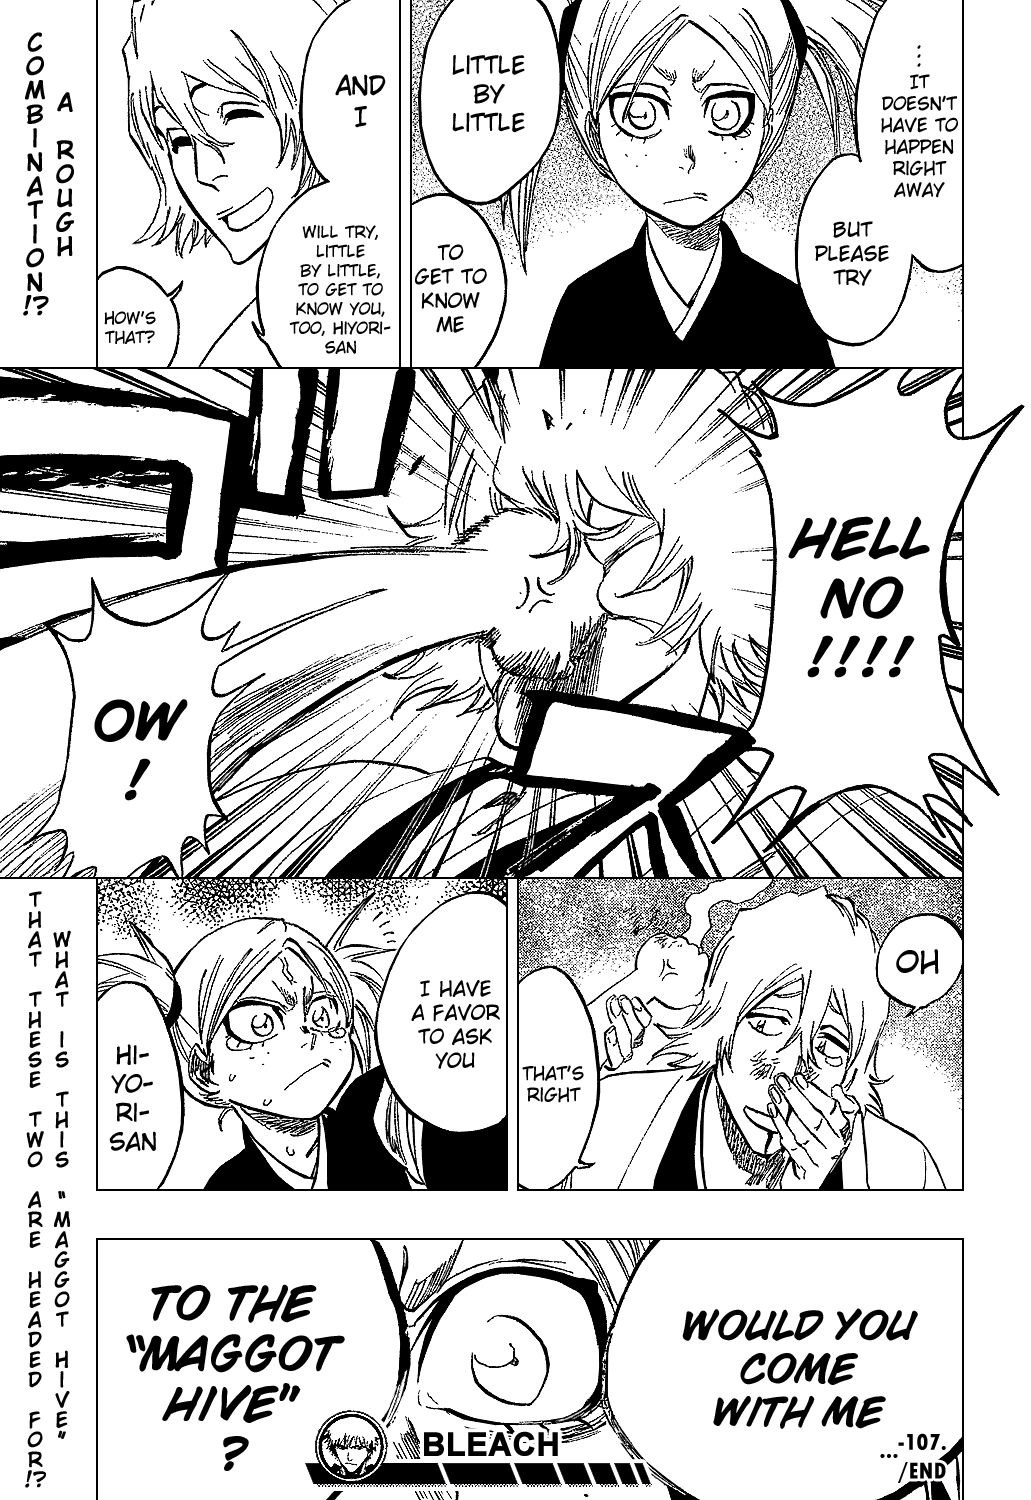 ...
IT
DOESN'T
HAVE TO
HAPPEN
RIGHT
AWAY
BUT
PLEASE
TRY
LITTLE
BY
LITTLE
TO
GET TO
KNOW
ME
AND
I
WILL TRY,
LITTLE
BY LITTLE,
TO GET TO
KNOW YOU,
TOO, HIYORI-
SAN
HOW'S
THAT?
A ROUGH
COMBINATION!?
HELL
NO
!!!!
OW
!
OH
THAT'S
RIGHT
I HAVE
A FAVOR
TO ASK
YOU
HI-
YO-
RI-
SAN
WOULD YOU
COME
WITH ME
TO THE
"MAGGOT
HIVE"
?
WHAT IS THIS "MAGGOT HIVE"
THAT THESE TWO ARE HEADED FOR!?
BLEACH
-107.
...
/END